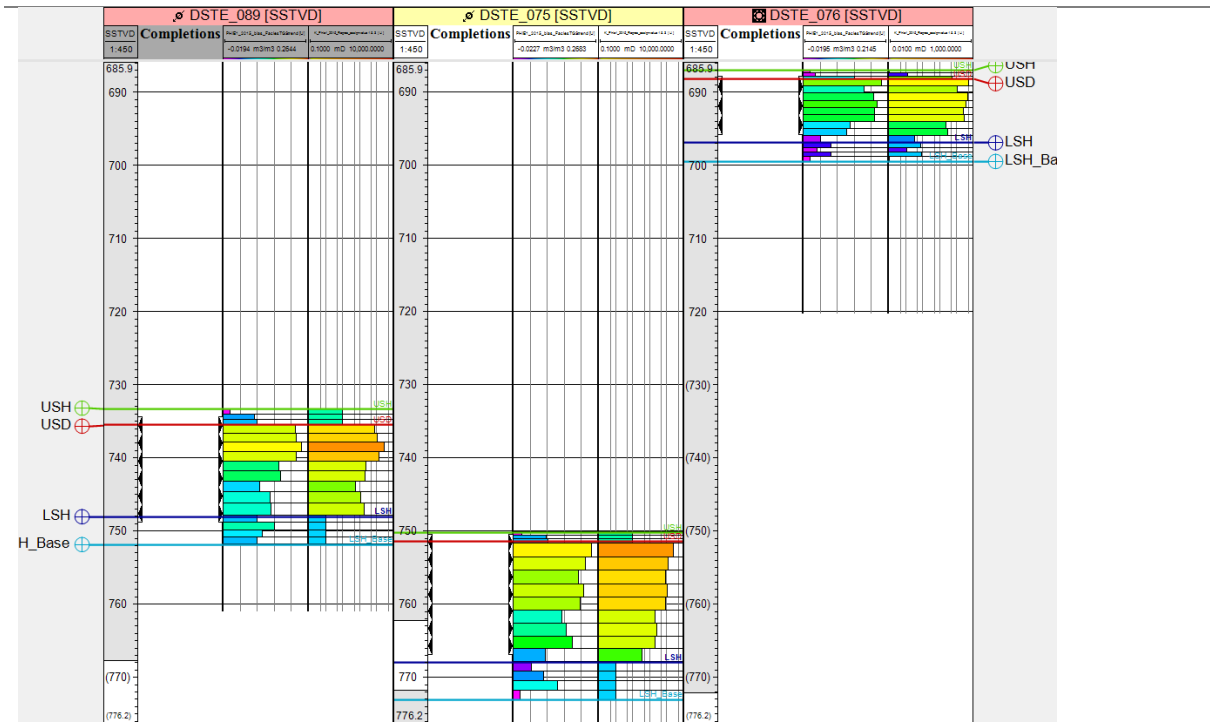 DSTE_089 [SSTVD]
SSTVD
1:450
Completions
-0.0194 m3/m3 0.2544
0.1000 mD 10,000.0000
DSTE_075 [SSTVD]
SSTVD
1:450
Completions
-0.0227 m3/m3 0.2683
0.1000 mD 10,000.0000
DSTE_076 [SSTVD]
SSTVD
1:450
Completions
-0.0195 m3/m3 0.2145
0.0100 mD 1,000.0000
685.9
690
700
710
720
730
740
750
760
(770)
(776.2)
USH
USD
LSH
H_Base
USH
USD
LSH
LSH_Base
685.9
690
700
710
720
730
740
750
760
770
776.2
USH
USD
LSH
LSH_Base
685.9
690
700
710
720
(730)
(740)
(750)
(760)
(770)
(776.2)
USH
USD
LSH
LSH_Base
USH
USD
LSH
LSH_Ba